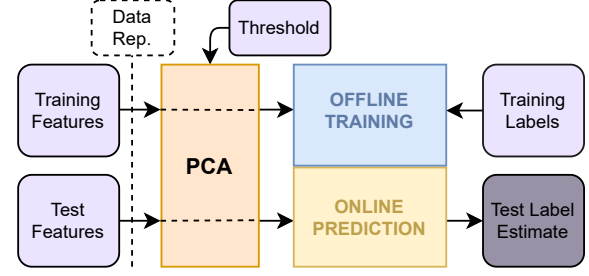 Data
Rep.
Threshold
Training
Features
PCA
OFFLINE
TRAINING
Training
Labels
Test
Features
ONLINE
PREDICTION
Test Label
Estimate